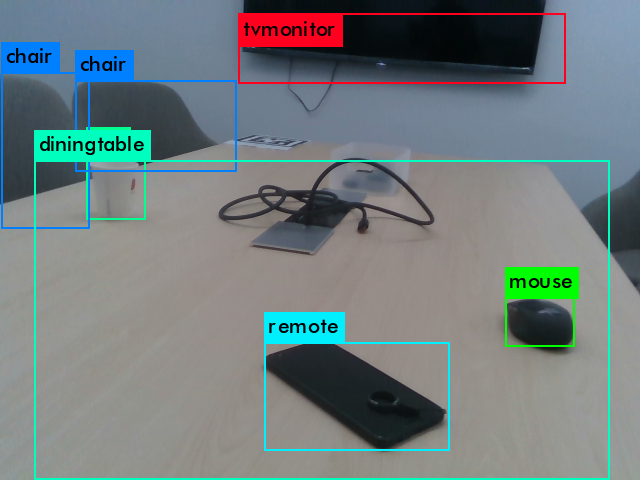 tvmonitor
chair
chair
diningtable
mouse
remote